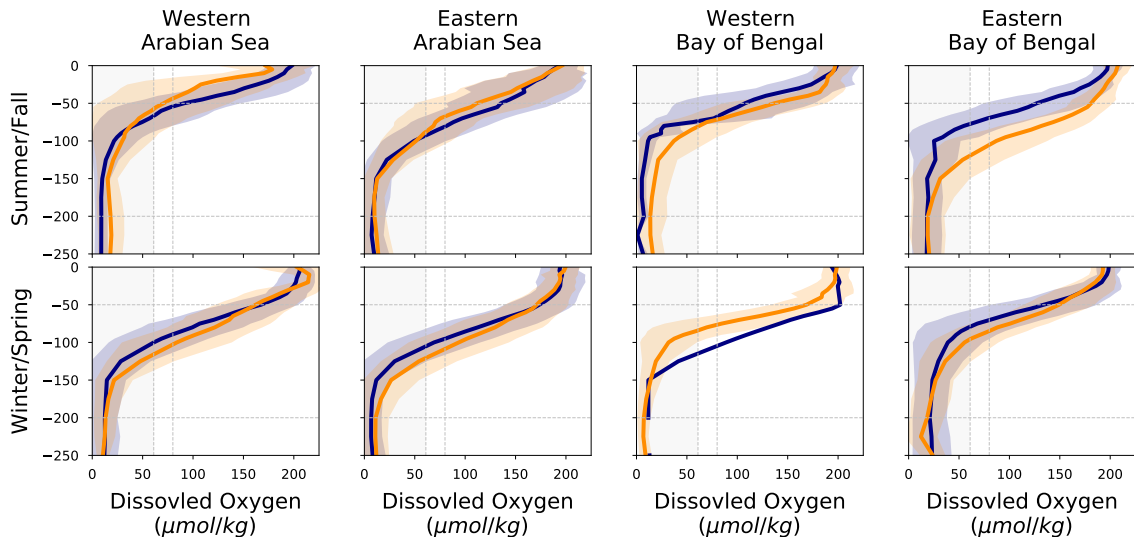 Western
Arabian Sea
Eastern
Arabian Sea
Western
Bay of Bengal
Eastern
Bay of Bengal
Summer/Fall
0
−50
−100
−150
−200
−250
Winter/Spring
0
−50
−100
−150
−200
−250
0 50 100 150 200
0 50 100 150 200
0 50 100 150 200
0 50 100 150 200
Dissovled Oxygen
(μmol/kg)
Dissovled Oxygen
(μmol/kg)
Dissovled Oxygen
(μmol/kg)
Dissovled Oxygen
(μmol/kg)